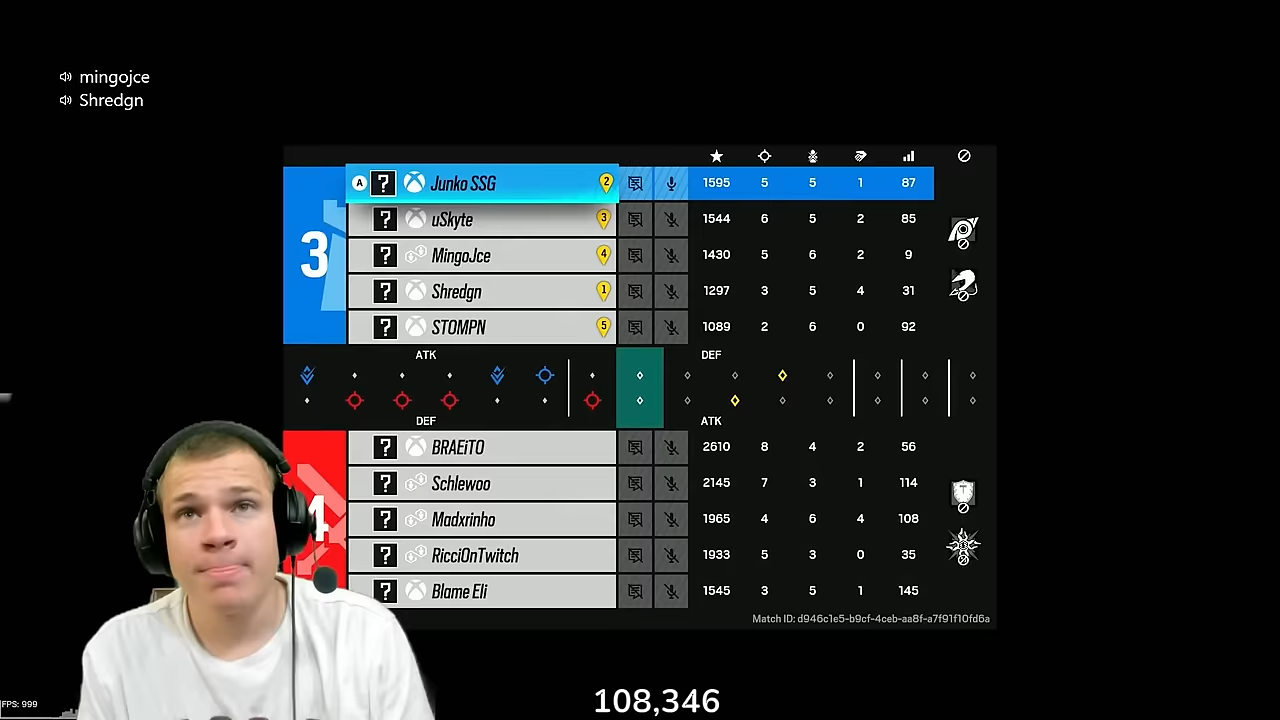 mingojce
Shredgn
3
A ? Junko SSG 2 1595 5 5 1 87
? uSkyte 3 1544 6 5 2 85
? MingoJce 4 1430 5 6 2 9
? Shredgn 1 1297 3 5 4 31
? STOMPN 5 1089 2 6 0 92
ATK DEF
DEF ATK
4
? BRAEiTO 2610 8 4 2 56
? Schlewoo 2145 7 3 1 114
? Madxrinho 1965 4 6 4 108
? RicciOnTwitch 1933 5 3 0 35
? Blame Eli 1545 3 5 1 145
Match ID: d946c1e5-b9cf-4ceb-aa8f-a7f91f10fd6a
FPS: 999
108,346